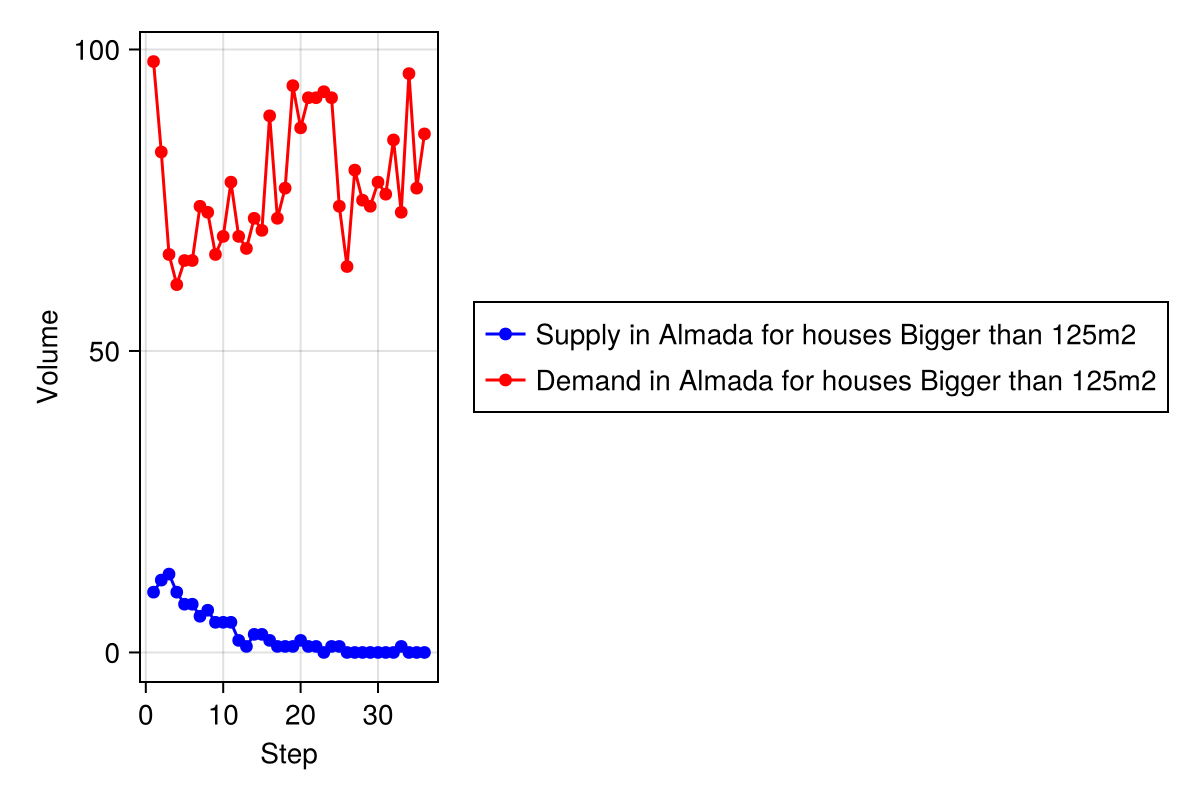 100
50
0
Volume
0 10 20 30
Step
Supply in Almada for houses Bigger than 125m2
Demand in Almada for houses Bigger than 125m2